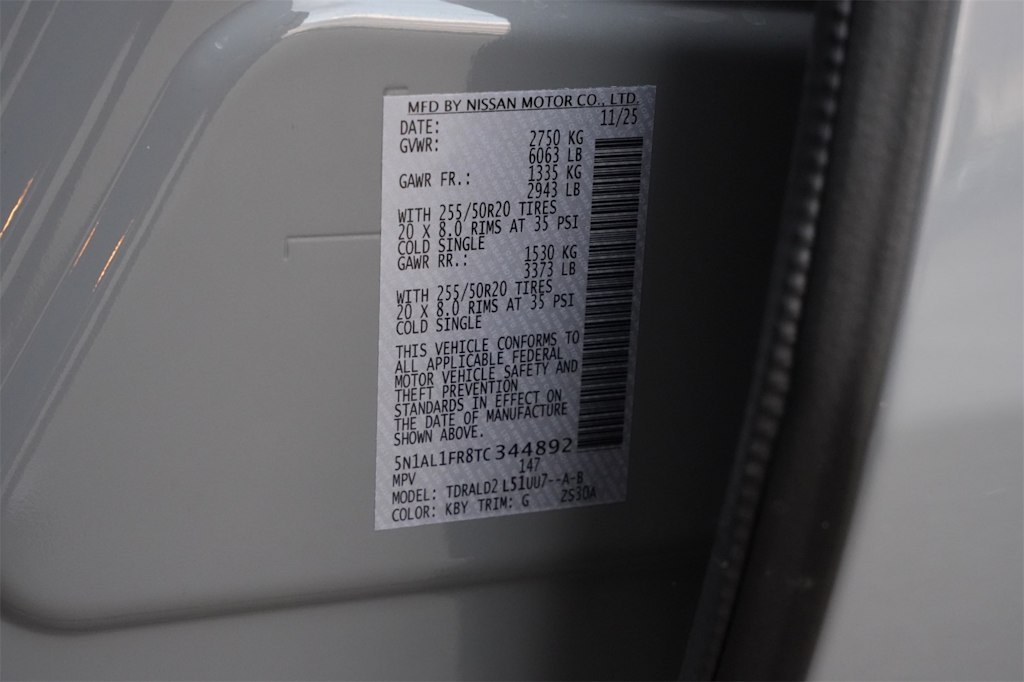 MFD BY NISSAN MOTOR CO., LTD.
DATE: 11/25
GVWR: 2750 KG
6063 LB
GAWR FR.: 1335 KG
2943 LB
WITH 255/50R20 TIRES
20 X 8.0 RIMS AT 35 PSI
COLD SINGLE
GAWR RR.: 1530 KG
3373 LB
WITH 255/50R20 TIRES
20 X 8.0 RIMS AT 35 PSI
COLD SINGLE
THIS VEHICLE CONFORMS TO
ALL APPLICABLE FEDERAL
MOTOR VEHICLE SAFETY AND
THEFT PREVENTION
STANDARDS IN EFFECT ON
THE DATE OF MANUFACTURE
SHOWN ABOVE.
5N1AL1FR8TC344892
MPV 147
MODEL: TDRALD2 L51UU7--A-B
COLOR: KBY TRIM: G ZS30A